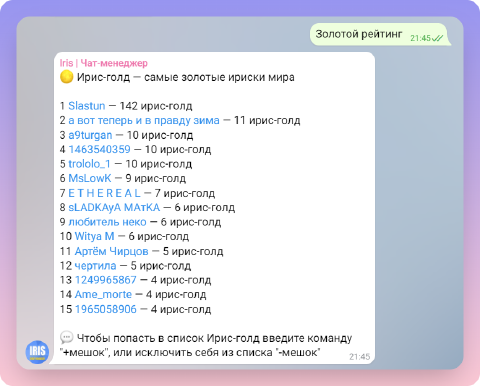 Золотой рейтинг
21:45
Iris | Чат-менеджер
Ирис-голд — самые золотые ириски мира
1 Slastun — 142 ирис-голд
2 а вот теперь и в правду зима — 11 ирис-голд
3 a9turgan — 10 ирис-голд
4 1463540359 — 10 ирис-голд
5 trololo_1 — 10 ирис-голд
6 MsLowK — 9 ирис-голд
7 E T H E R E A L — 7 ирис-голд
8 sLADKAyA MAтKA — 6 ирис-голд
9 любитель неко — 6 ирис-голд
10 Witya M — 6 ирис-голд
11 Артём Чирцов — 5 ирис-голд
12 чертила — 5 ирис-голд
13 1249965867 — 4 ирис-голд
14 Ame_morte — 4 ирис-голд
15 1965058906 — 4 ирис-голд
Чтобы попасть в список Ирис-голд введите команду
"+мешок", или исключить себя из списка "-мешок"
21:45
IRIS